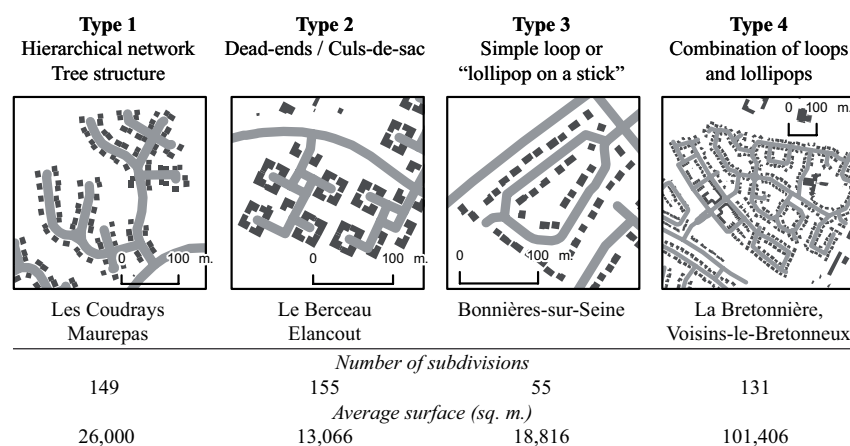 Type 1
Hierarchical network
Tree structure
Type 2
Dead-ends / Culs-de-sac
Type 3
Simple loop or
“lollipop on a stick”
Type 4
Combination of loops
and lollipops
0 100 m.
0 100 m.
0 100 m.
0 100 m.
Les Coudrays
Maurepas
Le Berceau
Elancout
Bonnières-sur-Seine
La Bretonnière,
Voisins-le-Bretonneux
Number of subdivisions
149 155 55 131
Average surface (sq. m.)
26,000 13,066 18,816 101,406